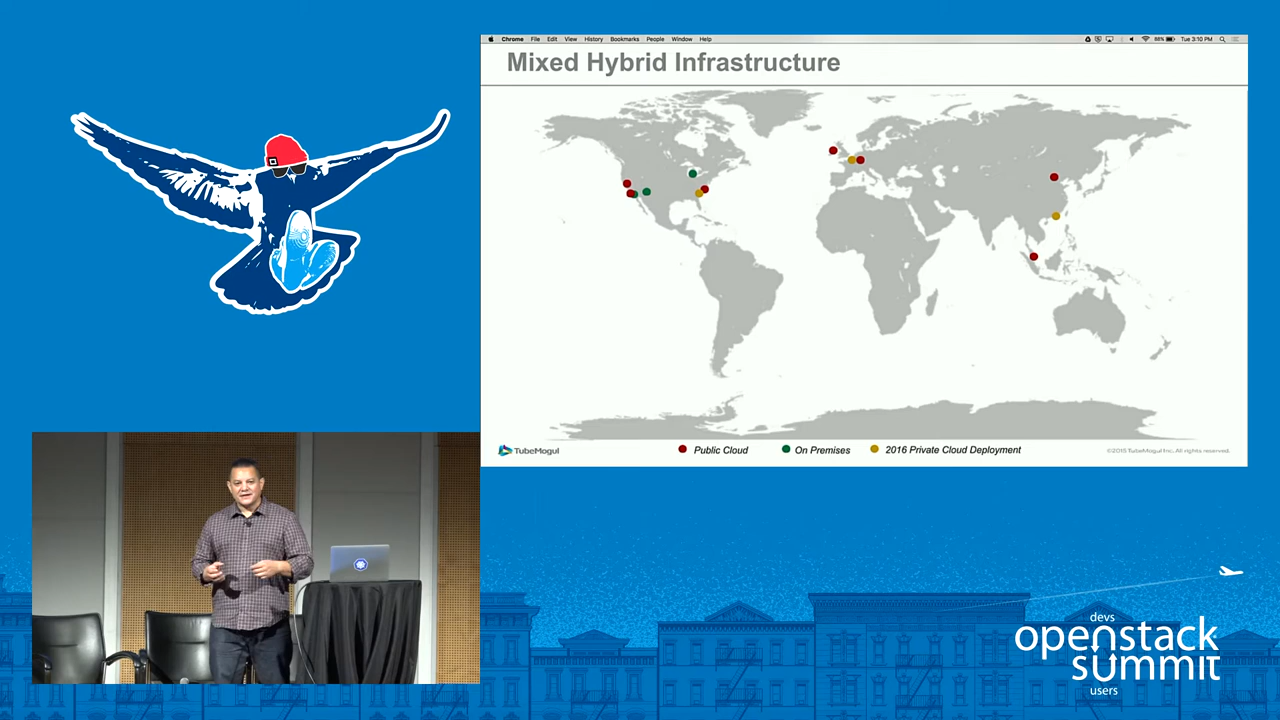 Chrome File Edit View History Bookmarks People Window Help
88% Tue 3:10 PM
Mixed Hybrid Infrastructure
TubeMogul
Public Cloud
On Premises
2016 Private Cloud Deployment
©2015 TubeMogul Inc. All rights reserved.
devs
openstack
summit
users